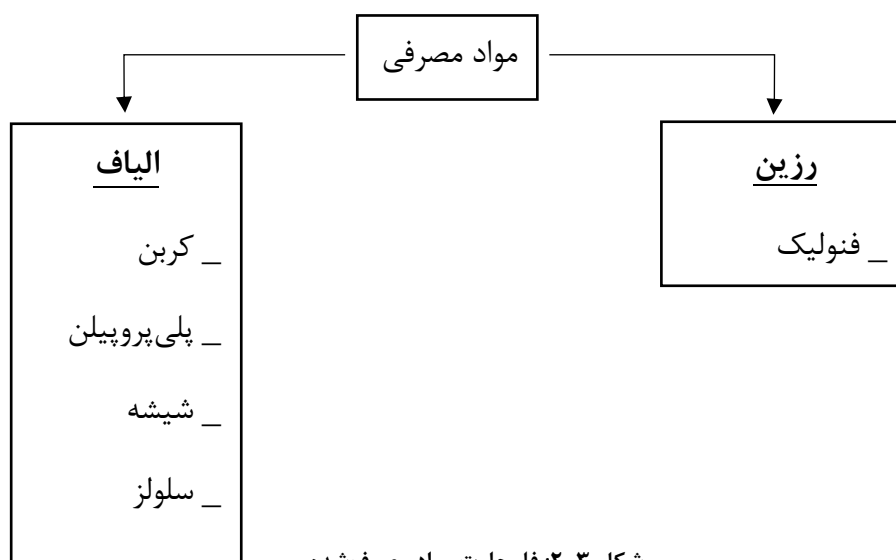 مواد مصرفی
رزین
_ فنولیک
الیاف
_ کربن
_ پلی‌پروپیلن
_ شیشه
_ سلولز